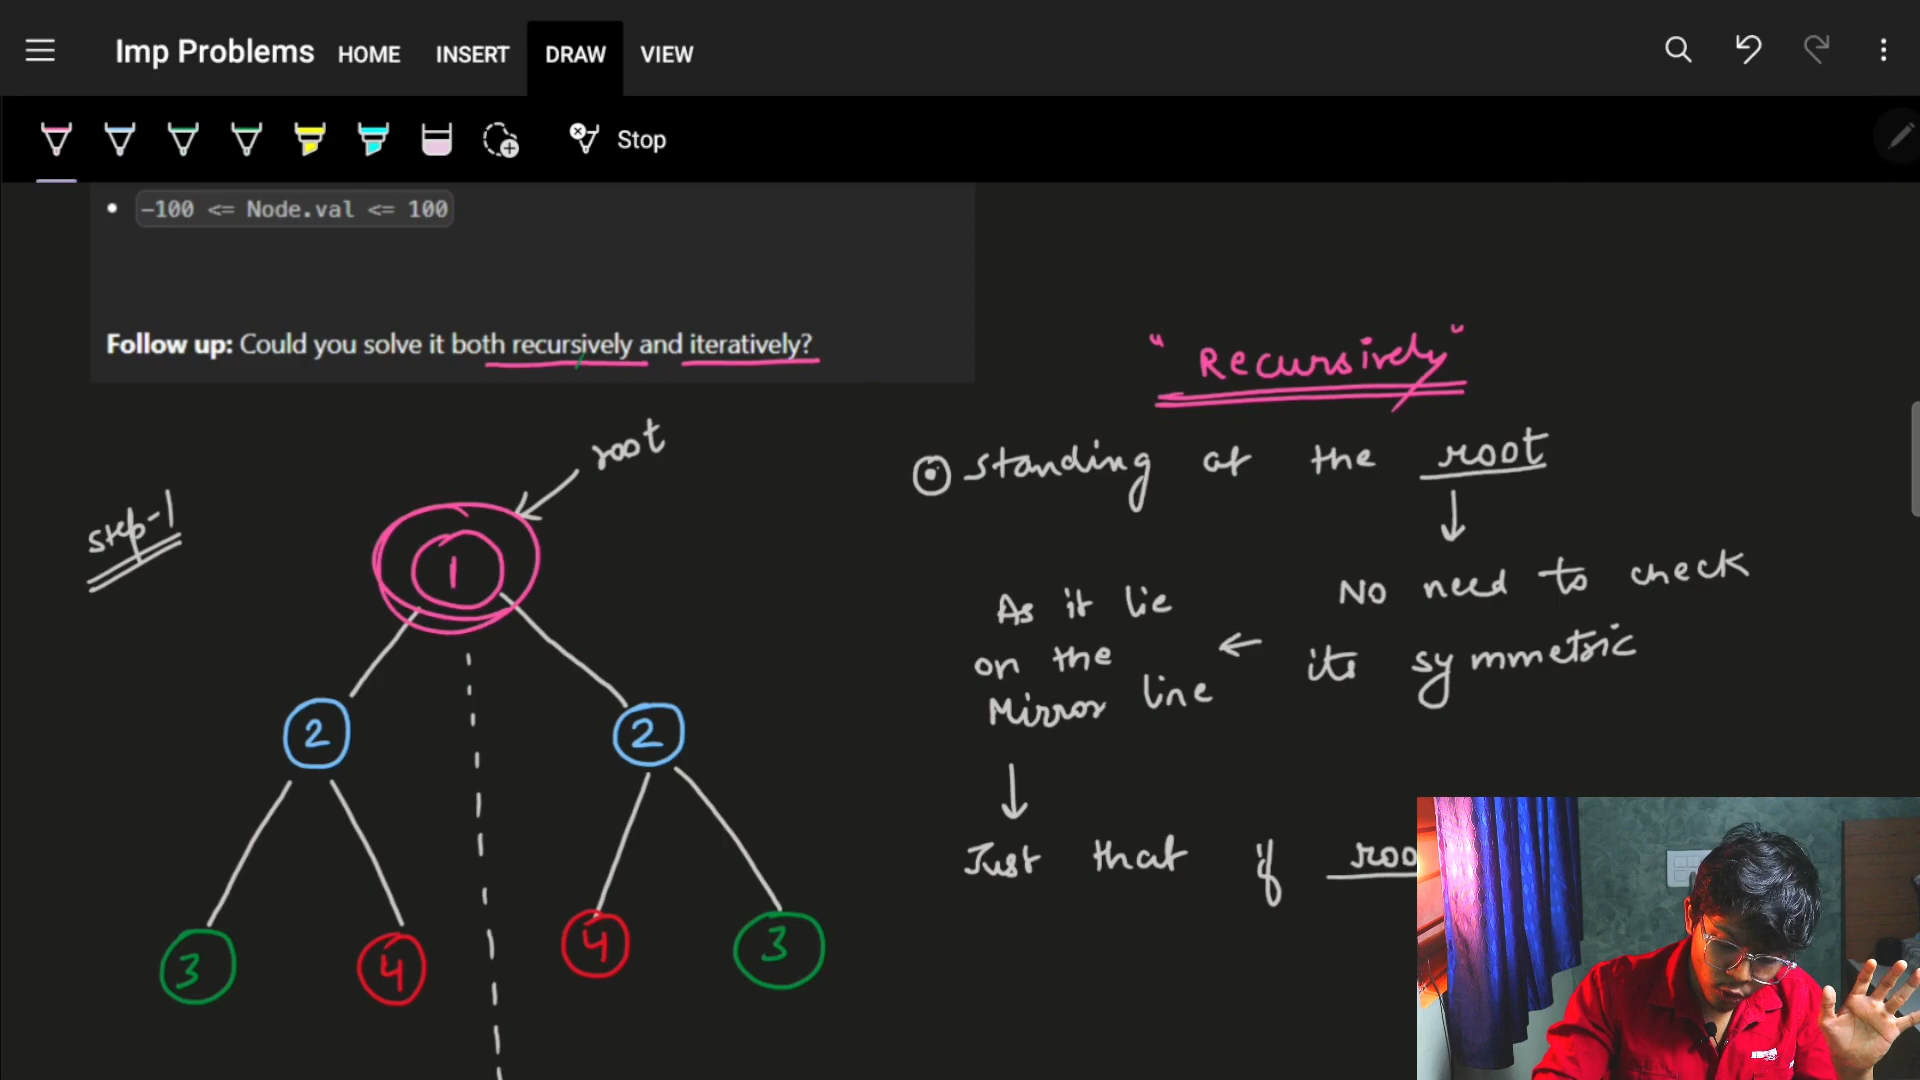 Imp Problems HOME INSERT DRAW VIEW
Stop
-100 <= Node.val <= 100
Follow up: Could you solve it both recursively and iteratively?
"Recursively"
root
standing at the root
step-1
1
No need to check
As it lie
its symmetric
on the
Mirror line
2 2
Just that if
3 4 4 3